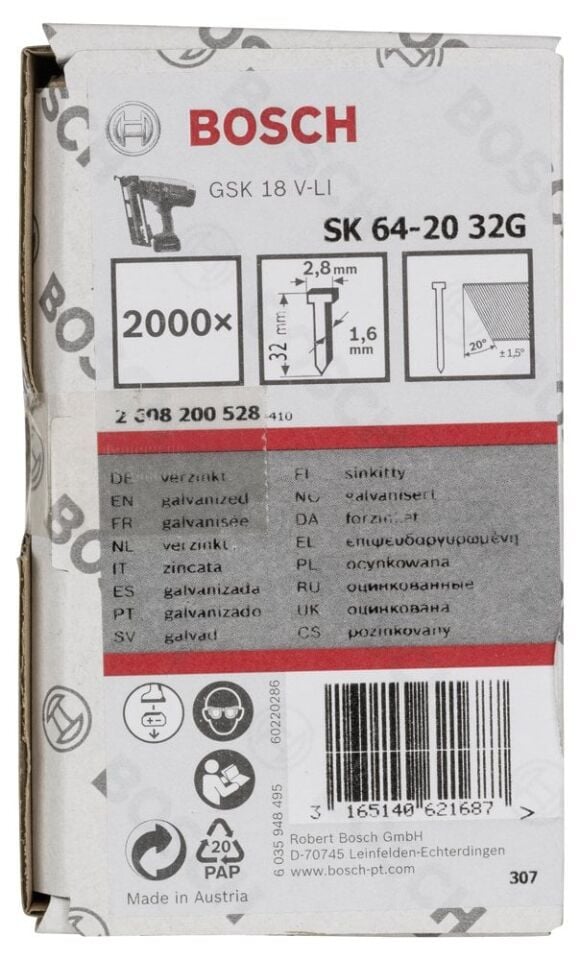 BOSCH
GSK 18 V-LI
SK 64-20 32G
2000×
2,8 mm
32 mm
1,6 mm
20° ± 1,5°
2 608 200 528 -410
DE verzinkt
EN galvanized
FR galvanisée
NL verzinkt
IT zincata
ES galvanizada
PT galvanizado
SV galvad
FI sinkitty
NO galvanisert
DA forzinket
EL επιψευδαργυρωμένη
PL ocynkowana
RU оцинкованные
UK оцинкована
CS pozinkovaný
60220286
6 035 948 495
3 165140 621687 >
20
PAP
Robert Bosch GmbH
D-70745 Leinfelden-Echterdingen
www.bosch-pt.com
307
Made in Austria